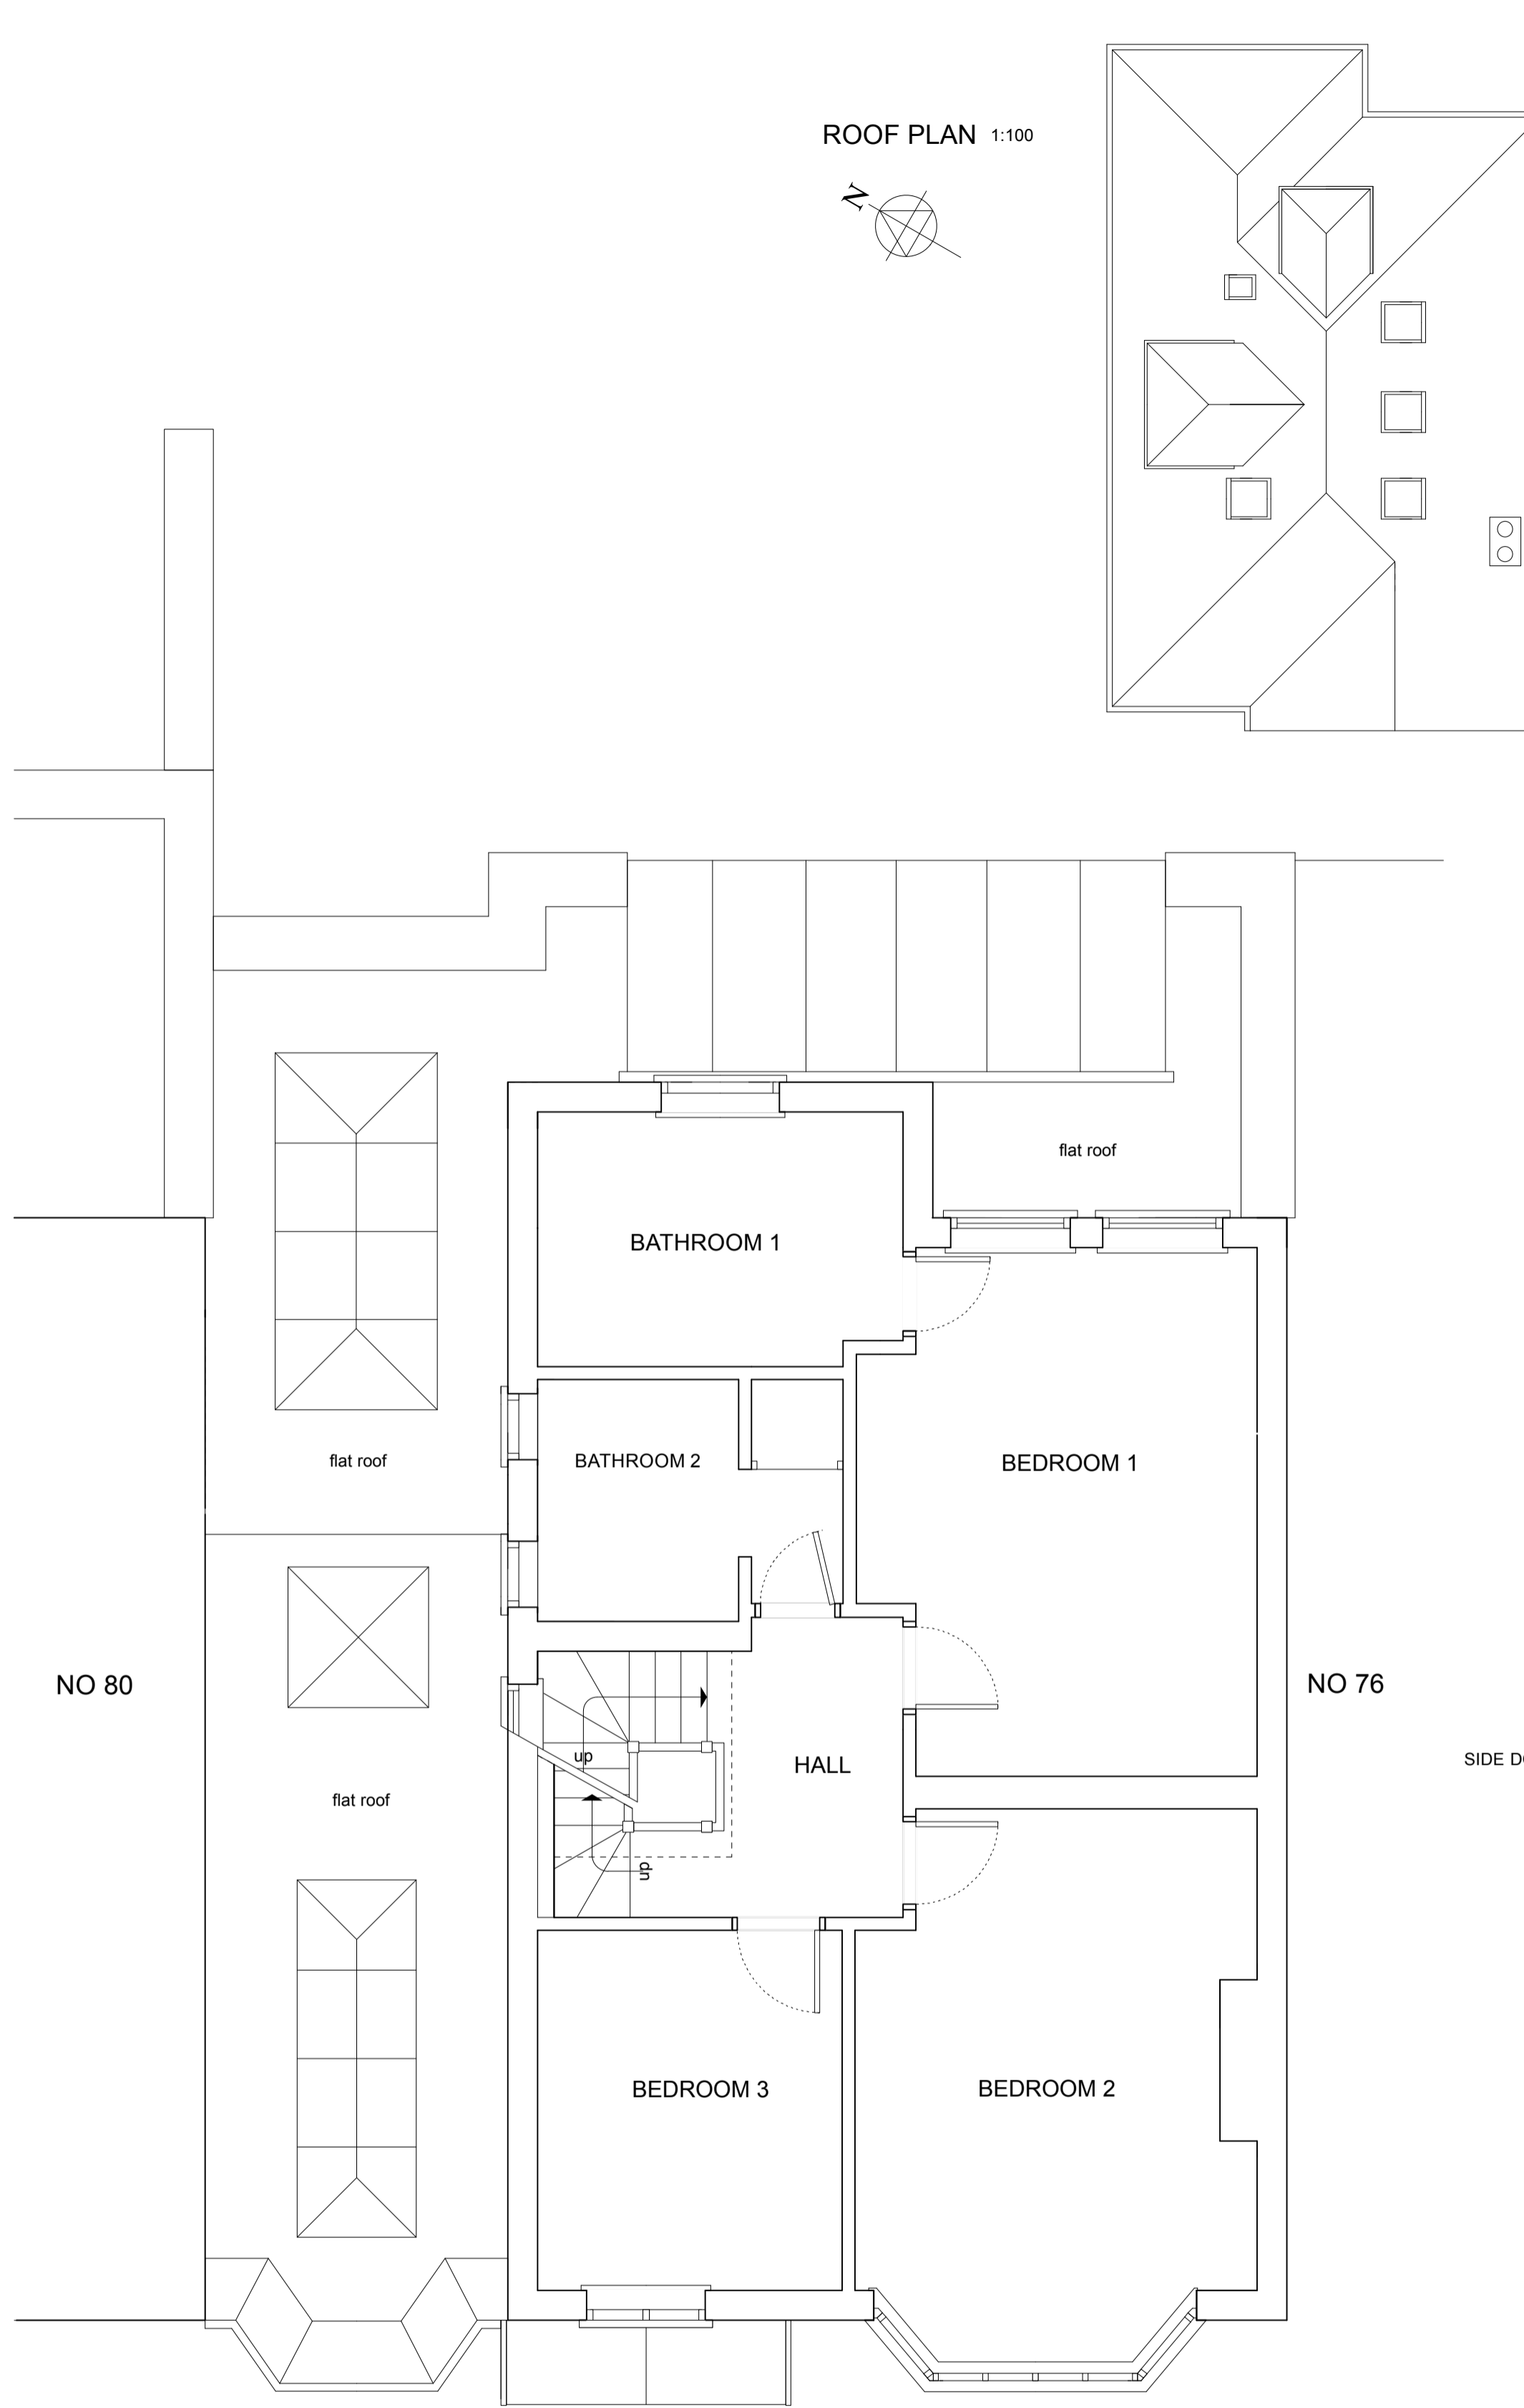 ROOF PLAN 1:100
N
flat roof
BATHROOM 1
flat roof
BATHROOM 2
BEDROOM 1
NO 80
NO 76
up
HALL
SIDE
flat roof
dn
BEDROOM 3
BEDROOM 2